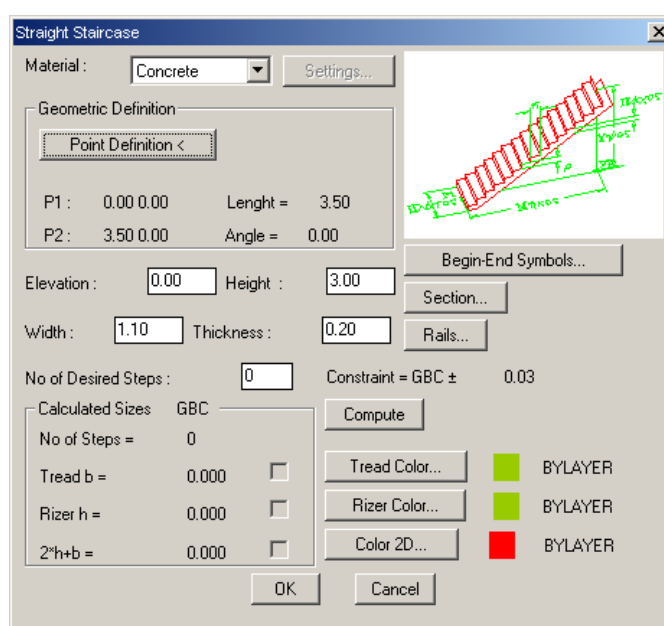 Straight Staircase
Material : Concrete Settings...
Geometric Definition
Point Definition <
P1 : 0.00 0.00 Lenght = 3.50
P2 : 3.50 0.00 Angle = 0.00
Begin-End Symbols...
Elevation : 0.00 Height : 3.00
Section...
Width : 1.10 Thickness : 0.20
Rails...
No of Desired Steps : 0 Constraint = GBC ± 0.03
Calculated Sizes GBC
Compute
No of Steps = 0
Tread b = 0.000
Tread Color... BYLAYER
Rizer h = 0.000
Rizer Color... BYLAYER
2*h+b = 0.000
Color 2D... BYLAYER
OK Cancel